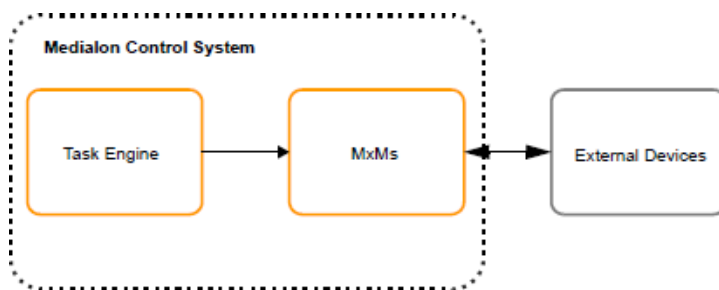 Medialon Control System
Task Engine
MxMs
External Devices